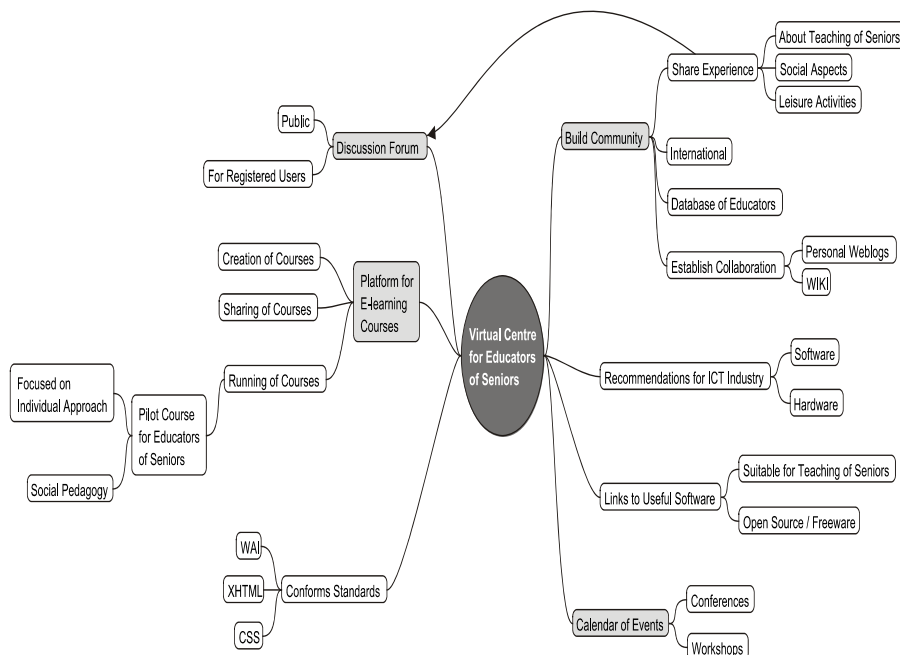 Virtual Centre
for Educators
of Seniors
Discussion Forum
Public
For Registered Users
Platform for
E-learning
Courses
Creation of Courses
Sharing of Courses
Running of Courses
Pilot Course
for Educators
of Seniors
Focused on
Individual Approach
Social Pedagogy
Conforms Standards
WAI
XHTML
CSS
Build Community
Share Experience
About Teaching of Seniors
Social Aspects
Leisure Activities
International
Database of Educators
Establish Collaboration
Personal Weblogs
WIKI
Recommendations for ICT Industry
Software
Hardware
Links to Useful Software
Suitable for Teaching of Seniors
Open Source / Freeware
Calendar of Events
Conferences
Workshops